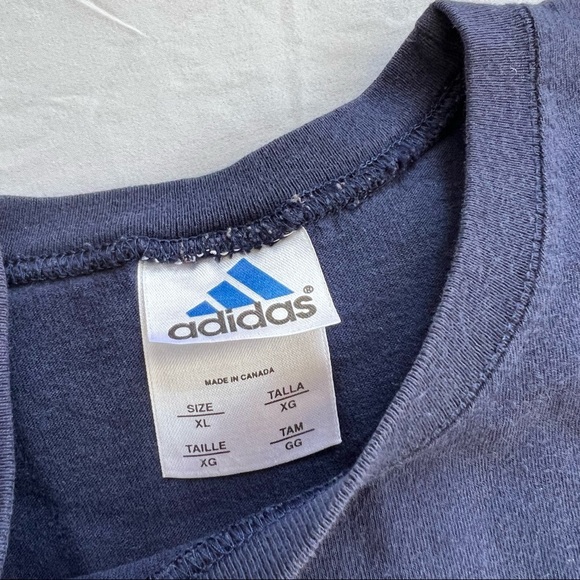 adidas®
MADE IN CANADA
SIZE TALLA
XL XG
TAILLE TAM
XG GG